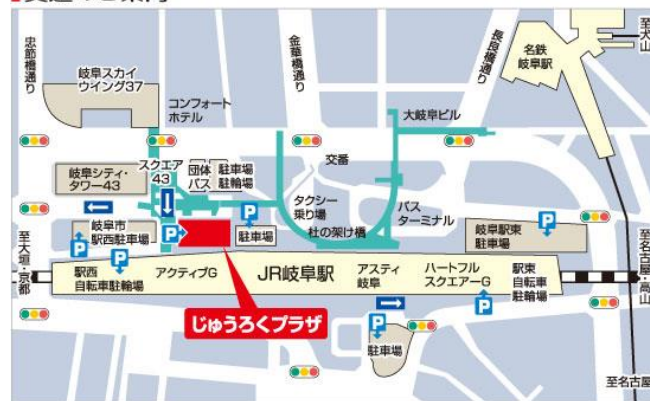 忠節橋通り
金華橋通り
長良橋通り
至犬山
名鉄
岐阜駅
岐阜スカイ
ウイング37
コンフォート
ホテル
大岐阜ビル
交番
スクエア
43
団体
バス
駐車場
駐輪場
岐阜シティ・
タワー43
タクシー
乗り場
バス
ターミナル
杜の架け橋
岐阜市
駅西駐車場
P
P
P
駐車場
岐阜駅東
駐車場
P
至大垣・京都
駅西
自転車駐輪場
P
アクティブG
JR岐阜駅
アスティ
岐阜
ハートフル
スクエアーG
駅東
自転車
駐輪場
至名古屋・高山
じゅうろくプラザ
P
P
駐車場
至名古屋